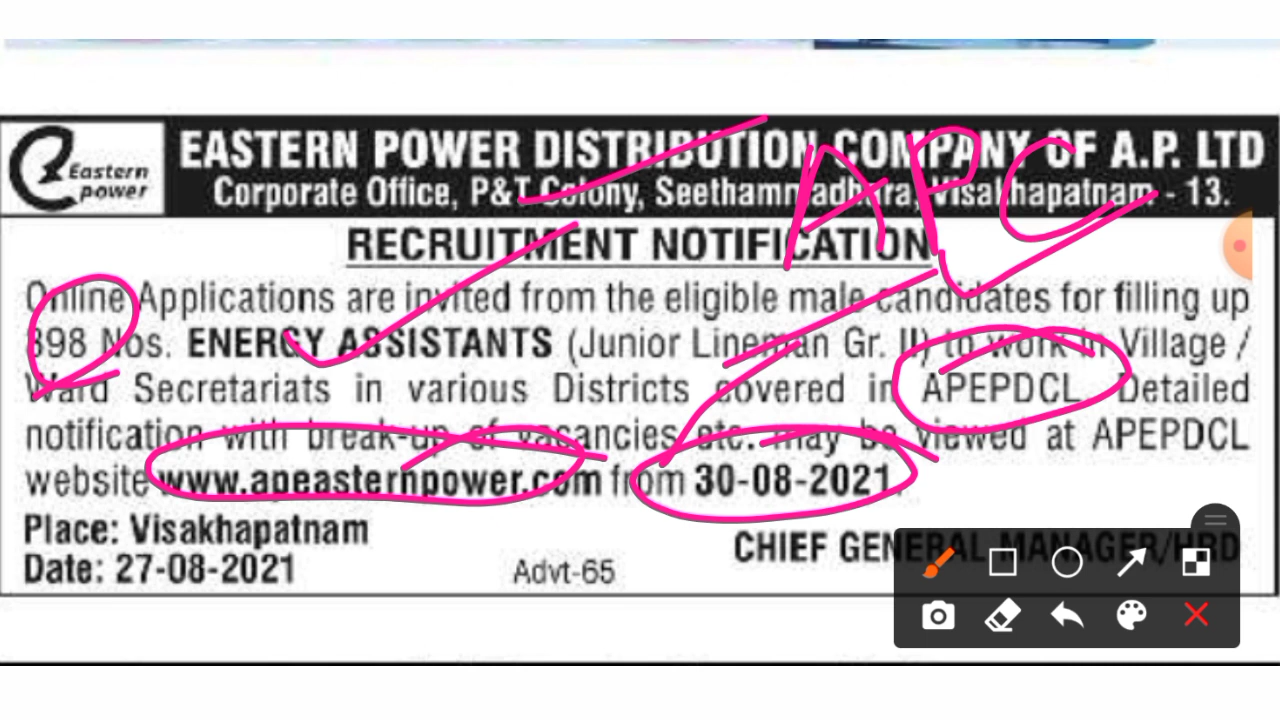 EASTERN POWER DISTRIBUTION COMPANY OF A.P. LTD
Eastern power
Corporate Office, P&T Colony, Seethammadhara, Visakhapatnam - 13.
RECRUITMENT NOTIFICATION
Online Applications are invited from the eligible male candidates for filling up
398 Nos. ENERGY ASSISTANTS (Junior Lineman Gr. II) to work in Village /
Ward Secretariats in various Districts covered in APEPDCL. Detailed
notification with break-up of vacancies etc. may be viewed at APEPDCL
website www.apeasternpower.com from 30-08-2021.
Place: Visakhapatnam
CHIEF GENERAL MANAGER/HRD
Date: 27-08-2021
Advt-65